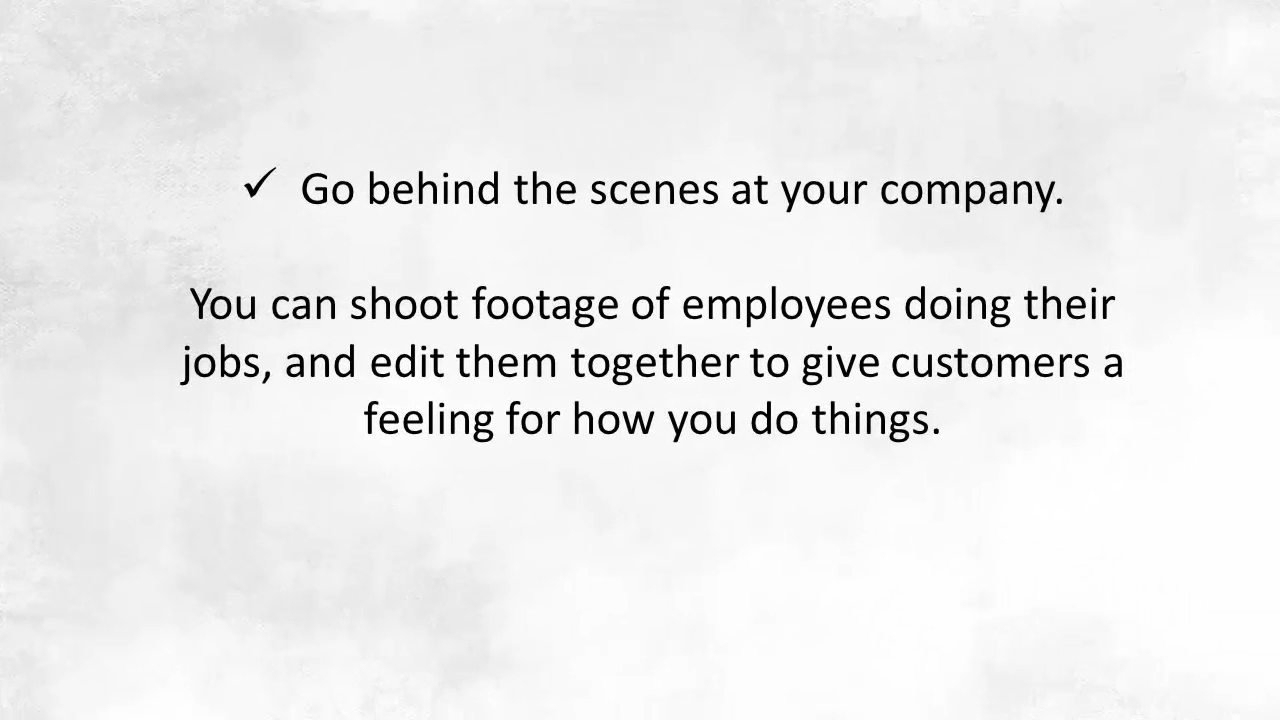 ✓ Go behind the scenes at your company.
You can shoot footage of employees doing their
jobs, and edit them together to give customers a
feeling for how you do things.